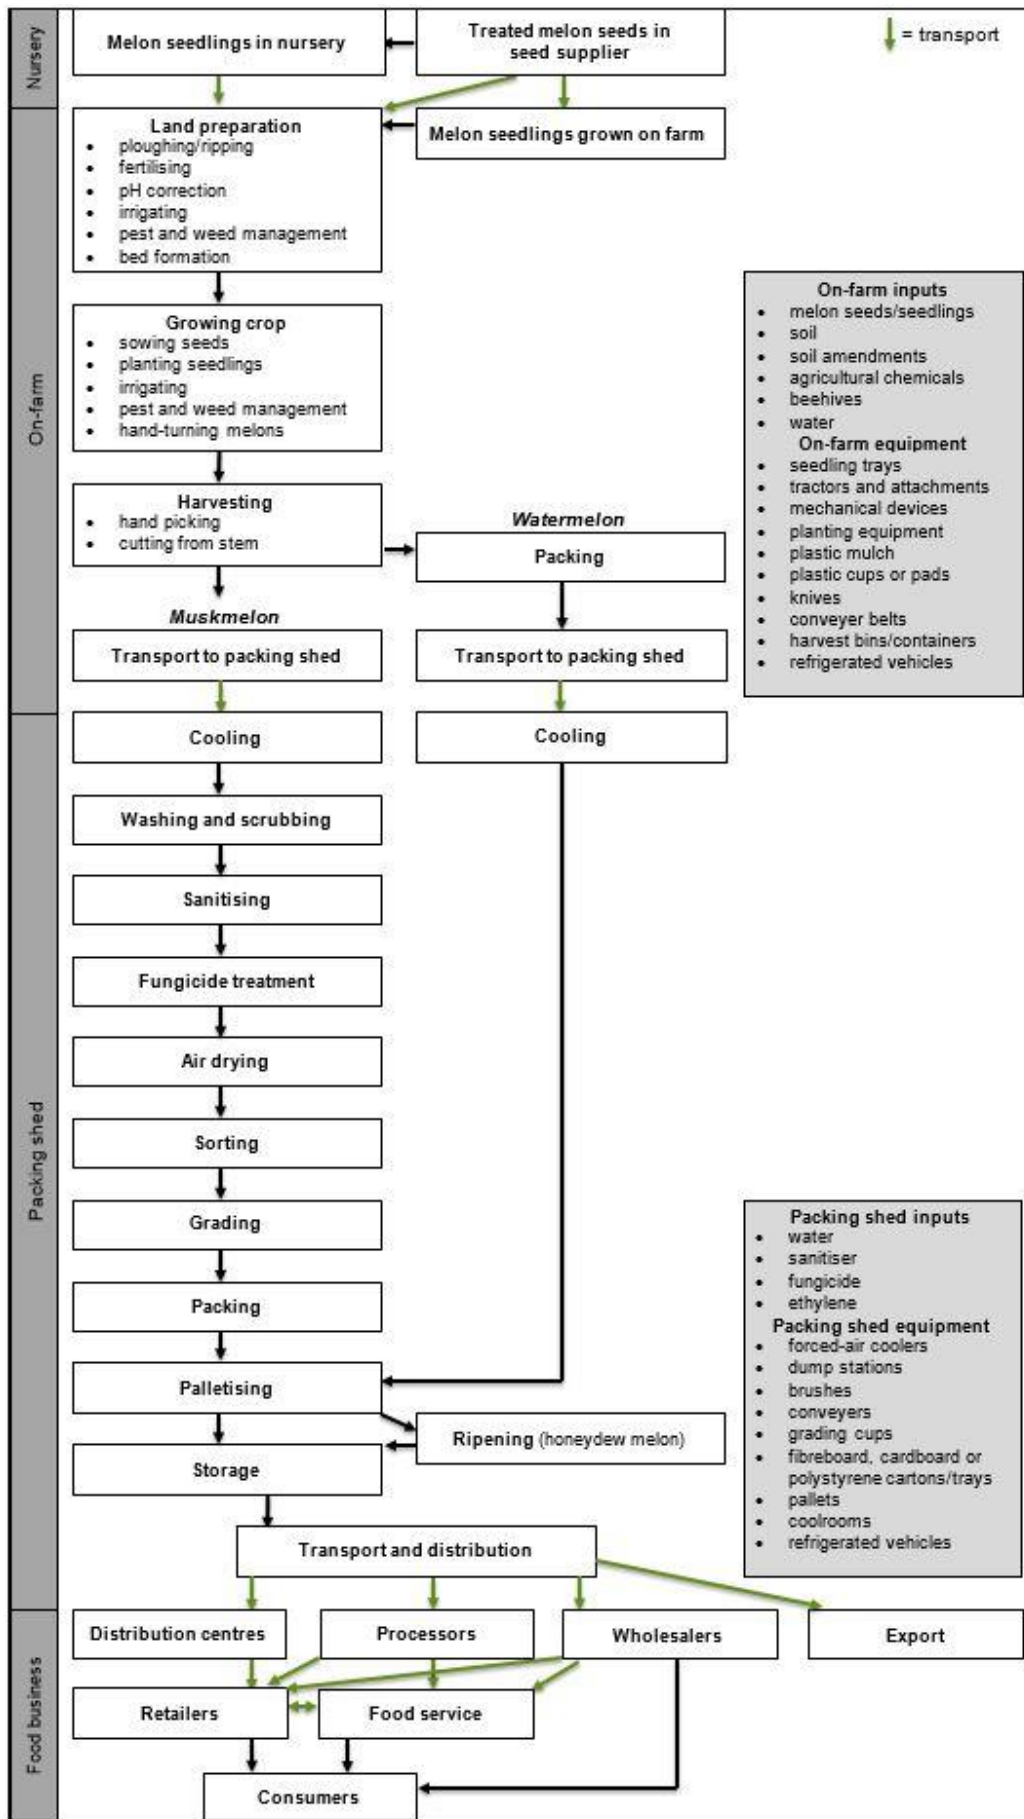 Nursery
Melon seedlings in nursery
Treated melon seeds in
seed supplier
= transport
On-farm
Land preparation
• ploughing/ripping
• fertilising
• pH correction
• irrigating
• pest and weed management
• bed formation
Melon seedlings grown on farm
Growing crop
• sowing seeds
• planting seedlings
• irrigating
• pest and weed management
• hand-turning melons
On-farm inputs
• melon seeds/seedlings
• soil
• soil amendments
• agricultural chemicals
• beehives
• water
On-farm equipment
• seedling trays
• tractors and attachments
• mechanical devices
• planting equipment
• plastic mulch
• plastic cups or pads
• knives
• conveyer belts
• harvest bins/containers
• refrigerated vehicles
Harvesting
• hand picking
• cutting from stem
Watermelon
Packing
Muskmelon
Transport to packing shed
Transport to packing shed
Packing shed
Cooling
Cooling
Washing and scrubbing
Sanitising
Fungicide treatment
Air drying
Sorting
Grading
Packing
Palletising
Ripening (honeydew melon)
Storage
Packing shed inputs
• water
• sanitiser
• fungicide
• ethylene
Packing shed equipment
• forced-air coolers
• dump stations
• brushes
• conveyers
• grading cups
• fibreboard, cardboard or
polystyrene cartons/trays
• pallets
• coolrooms
• refrigerated vehicles
Transport and distribution
Food business
Distribution centres
Processors
Wholesalers
Export
Retailers
Food service
Consumers